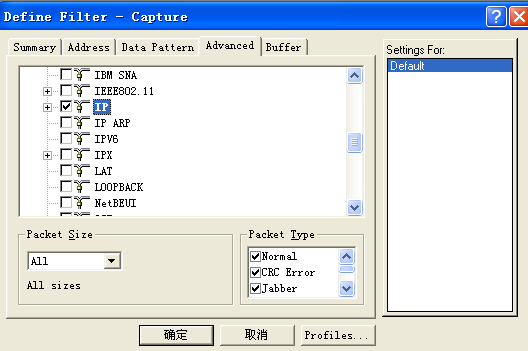 Define Filter - Capture
Summary Address Data Pattern Advanced Buffer
IBM SNA
IEEE802.11
IP
IP ARP
IPV6
IPX
LAT
LOOPBACK
NetBEUI
Packet Size
All
All sizes
Packet Type
Normal
CRC Error
Jabber
Settings For:
Default
确定 取消 Profiles...